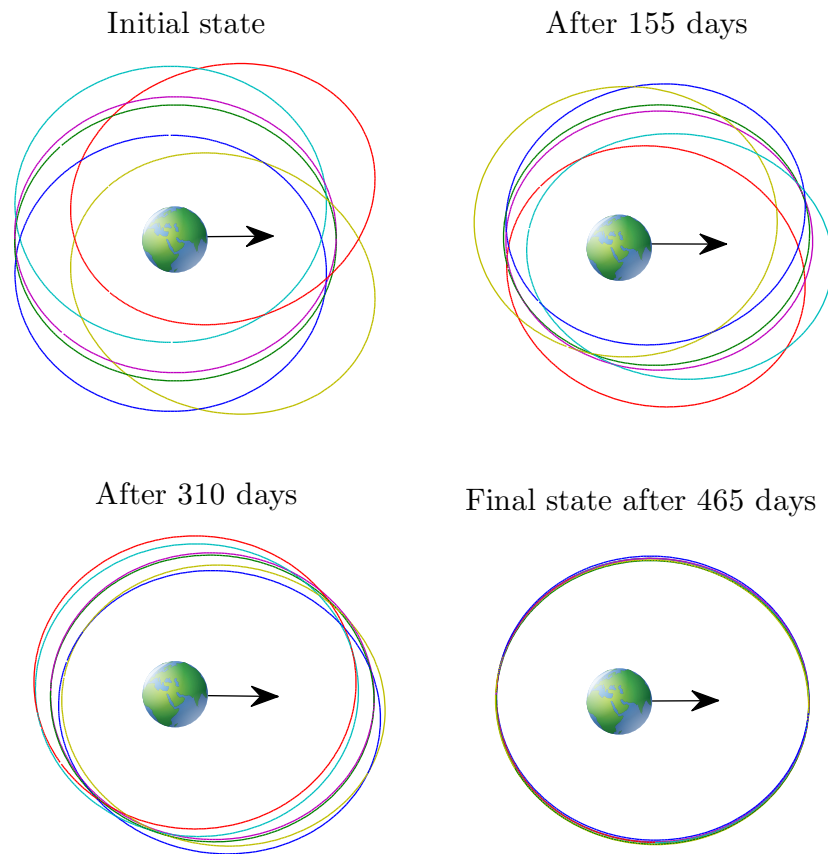 Initial state
After 155 days
After 310 days
Final state after 465 days